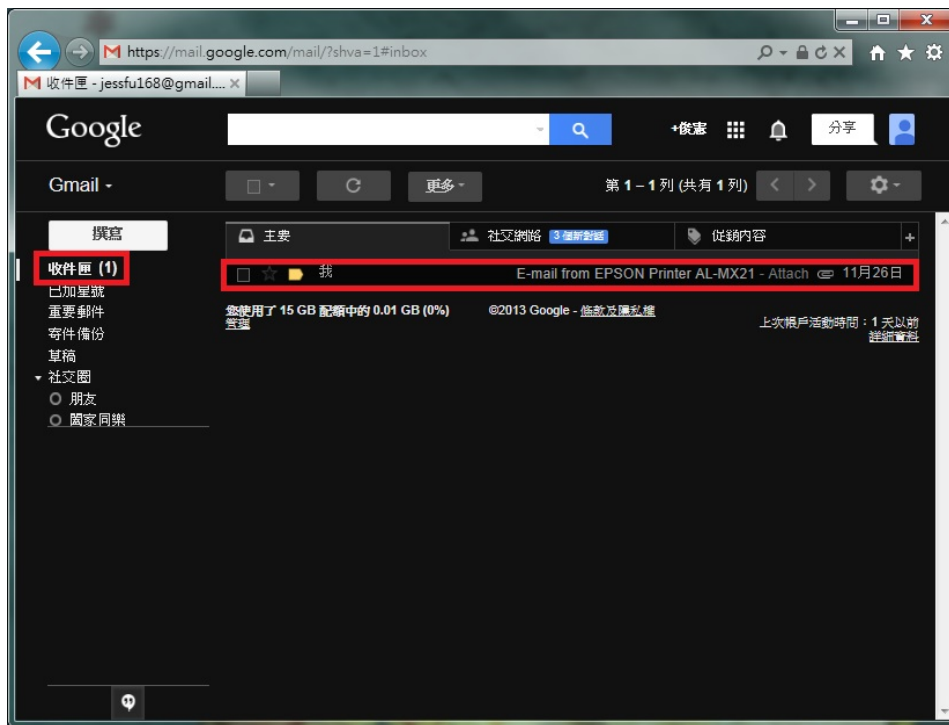 https://mail.google.com/mail/?shva=1#inbox
收件匣 - jessfu168@gmail....
Google
+俊憲
分享
Gmail
更多
第 1 – 1 列 (共有 1 列)
撰寫
主要
社交網路 3 個新對話
促銷內容
收件匣 (1)
我 E-mail from EPSON Printer AL-MX21 - Attach 11月26日
已加星號
重要郵件
寄件備份
草稿
社交圈
朋友
闔家同樂
您使用了 15 GB 配額中的 0.01 GB (0%)
管理
©2013 Google - 條款及隱私權
上次帳戶活動時間：1 天以前
詳細資料